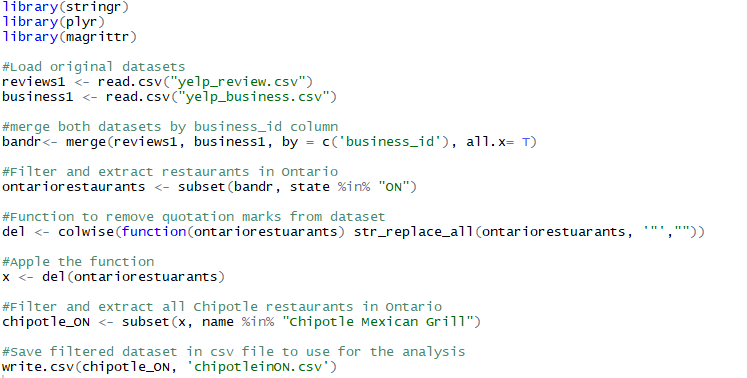 library(stringr)
library(plyr)
library(magrittr)
#Load original datasets
reviews1 <- read.csv("yelp_review.csv")
business1 <- read.csv("yelp_business.csv")
#merge both datasets by business_id column
bandr<- merge(reviews1, business1, by = c('business_id'), all.x= T)
#Filter and extract restaurants in Ontario
ontariorestaurants <- subset(bandr, state %in% "ON")
#Function to remove quotation marks from dataset
del <- colwise(function(ontariorestuarants) str_replace_all(ontariorestuarants, '"',""))
#Apple the function
x <- del(ontariorestuarants)
#Filter and extract all Chipotle restaurants in Ontario
chipotle_ON <- subset(x, name %in% "Chipotle Mexican Grill")
#Save filtered dataset in csv file to use for the analysis
write.csv(chipotle_ON, 'chipotleinON.csv')